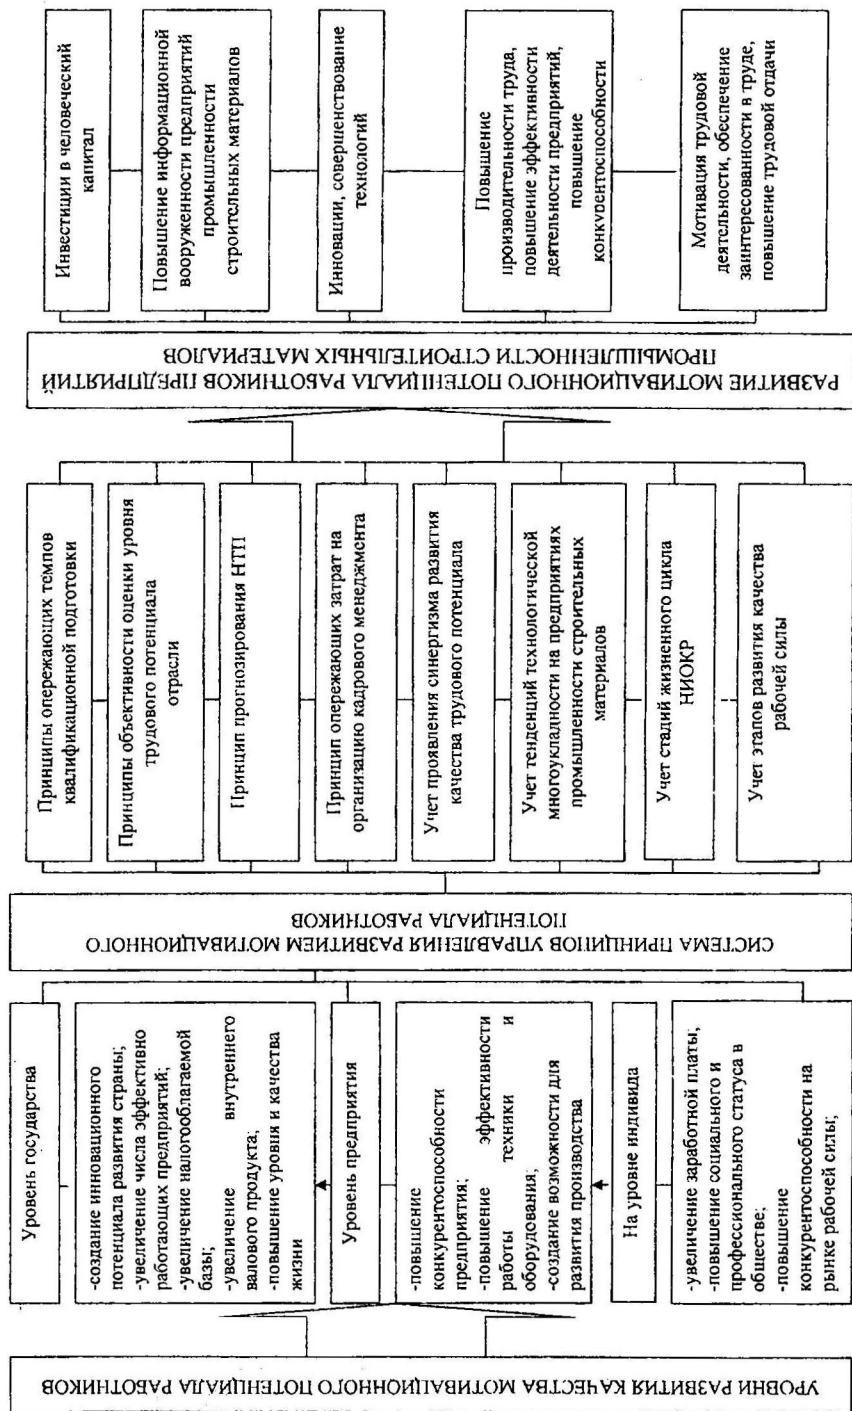 УРОВНИ РАЗВИТИЯ КАЧЕСТВА МОТИВАЦИОННОГО ПОТЕНЦИАЛА РАБОТНИКОВ
Уровень государства
-создание инновационного
потенциала развития страны;
-увеличение числа эффективно
работающих предприятий;
-увеличение налогооблагаемой
базы;
-увеличение внутреннего
валового продукта;
-повышение уровня и качества
жизни
Уровень предприятия
-повышение
конкурентоспособности
предприятия;
-повышение эффективности
работы техники и
оборудования;
-создание возможности для
развития производства
На уровне индивида
-увеличение заработной платы;
-повышение социального и
профессионального статуса в
обществе;
-повышение
конкурентоспособности на
рынке рабочей силы;
СИСТЕМА ПРИНЦИПОВ УПРАВЛЕНИЯ РАЗВИТИЕМ МОТИВАЦИОННОГО
ПОТЕНЦИАЛА РАБОТНИКОВ
Принципы опережающих темпов
квалификационной подготовки
Принципы объективности оценки уровня
трудового потенциала
отрасли
Принцип прогнозирования НТП
Принцип опережающих затрат на
организацию кадрового менеджмента
Учет проявления синергизма развития
качества трудового потенциала
Учет тенденций технологической
многоукладности на предприятиях
промышленности строительных
материалов
Учет стадий жизненного цикла
НИОКР
Учет этапов развития качества
рабочей силы
РАЗВИТИЕ МОТИВАЦИОННОГО ПОТЕНЦИАЛА РАБОТНИКОВ ПРЕДПРИЯТИЙ
ПРОМЫШЛЕННОСТИ СТРОИТЕЛЬНЫХ МАТЕРИАЛОВ
Инвестиции в человеческий
капитал
Повышение информационной
вооруженности предприятий
промышленности
строительных материалов
Инновации, совершенствование
технологий
Повышение
производительности труда,
повышение эффективности
деятельности предприятий,
повышение
конкурентоспособности
Мотивация трудовой
деятельности, обеспечение
заинтересованности в труде,
повышение трудовой отдачи